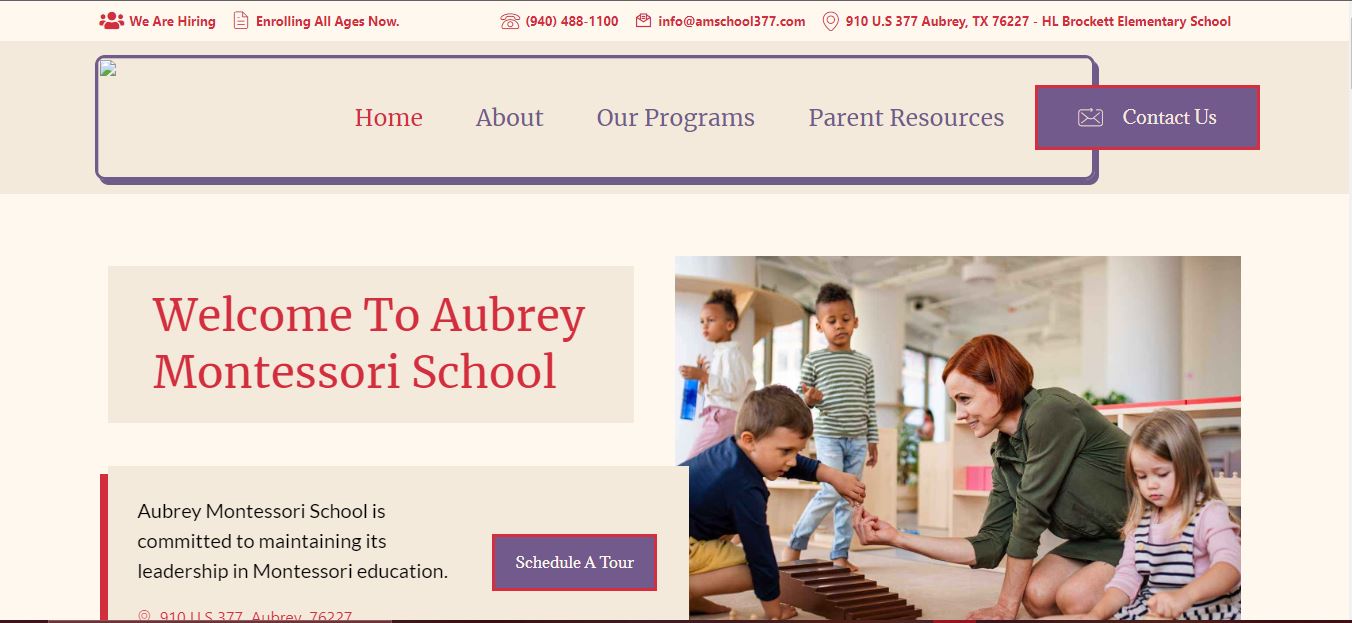 We Are Hiring Enrolling All Ages Now. (940) 488-1100 info@amschool377.com 910 U.S 377 Aubrey, TX 76227 - HL Brockett Elementary School
Home About Our Programs Parent Resources Contact Us
Welcome To Aubrey
Montessori School
Aubrey Montessori School is
committed to maintaining its
leadership in Montessori education.
Schedule A Tour
910 U.S 377, Aubrey, 76227